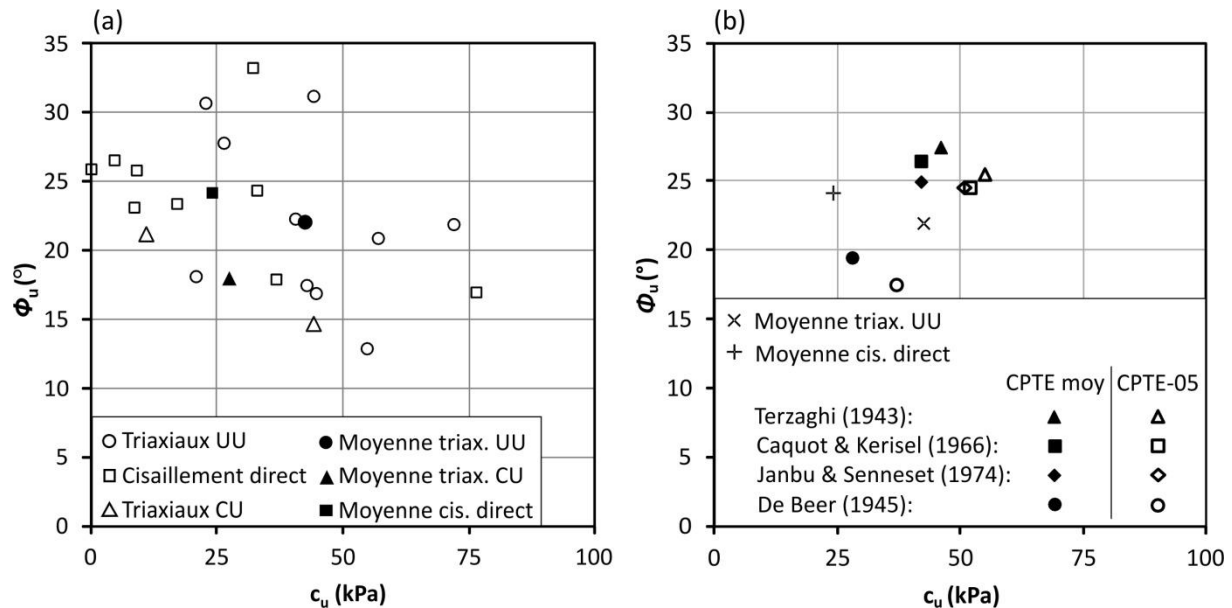 (a)
35
30
25
20
15
10
5
0
Φu (°)
○ Triaxiaux UU ● Moyenne triax. UU
□ Cisaillement direct ▲ Moyenne triax. CU
△ Triaxiaux CU ■ Moyenne cis. direct
0 25 50 75 100
cu (kPa)
(b)
35
30
25
20
15
10
5
0
Φu (°)
× Moyenne triax. UU
+ Moyenne cis. direct
CPTE moy CPTE-05
Terzaghi (1943): ▲ △
Caquot & Kerisel (1966): ■ □
Janbu & Senneset (1974): ◆ ◇
De Beer (1945): ● ○
0 25 50 75 100
cu (kPa)